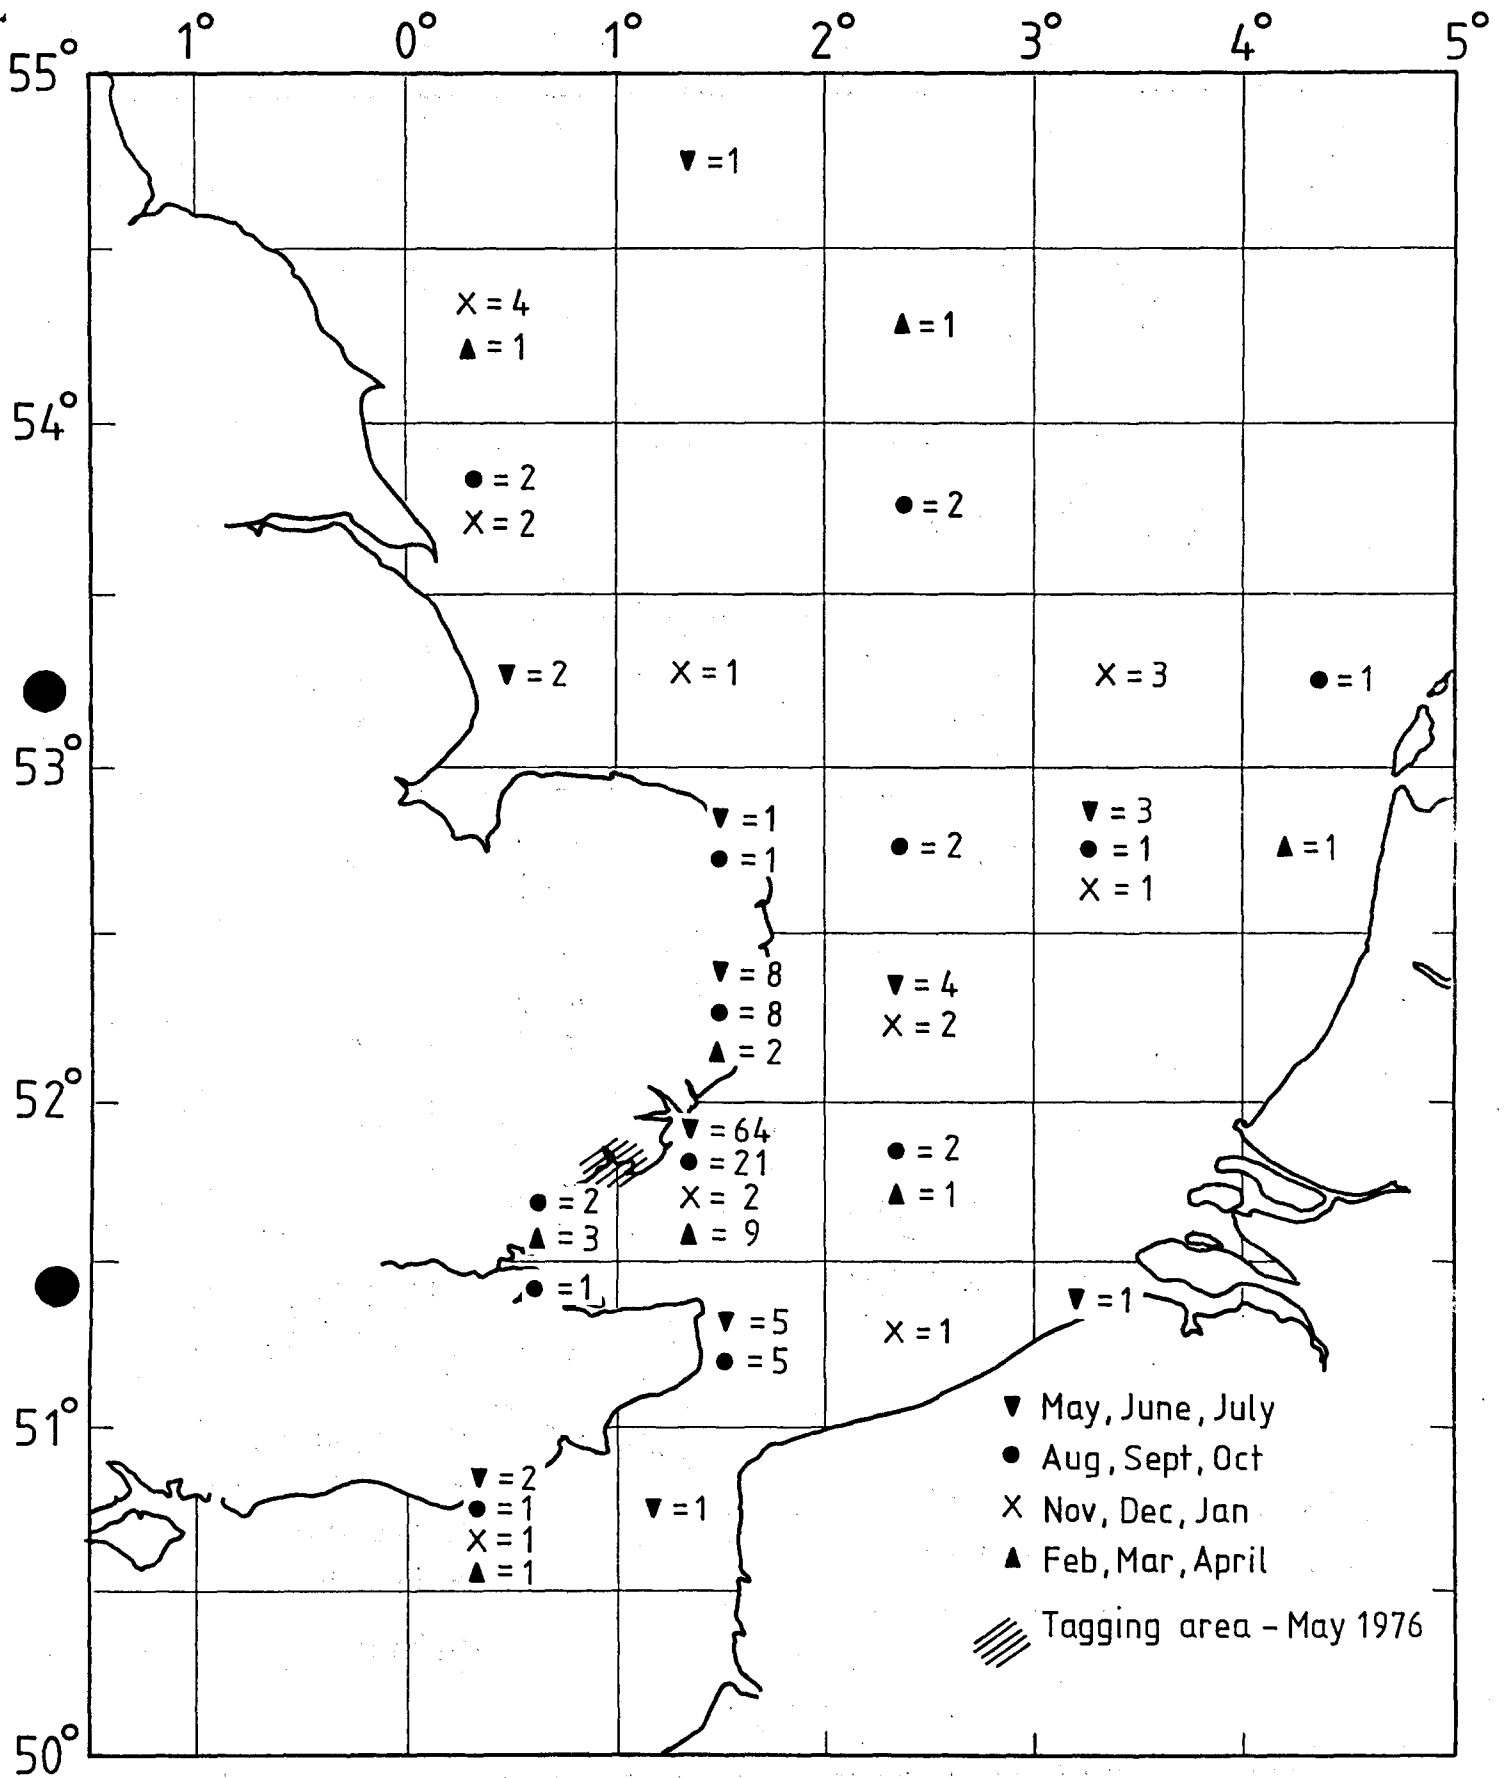 1° 0° 1° 2° 3° 4° 5°
55°
▼ = 1
X = 4
▲ = 1
▲ = 1
54°
● = 2
X = 2
● = 2
▼ = 2
X = 1
X = 3
● = 1
53°
▼ = 1
● = 1
● = 2
▼ = 3
● = 1
X = 1
▲ = 1
▼ = 8
● = 8
▲ = 2
▼ = 4
X = 2
52°
▼ = 64
● = 21
X = 2
▲ = 9
● = 2
▲ = 1
● = 2
▲ = 3
● = 1
▼ = 5
● = 5
X = 1
▼ = 1
51°
▼ = 2
● = 1
X = 1
▲ = 1
▼ = 1
▼ May, June, July
● Aug, Sept, Oct
X Nov, Dec, Jan
▲ Feb, Mar, April
Tagging area – May 1976
50°